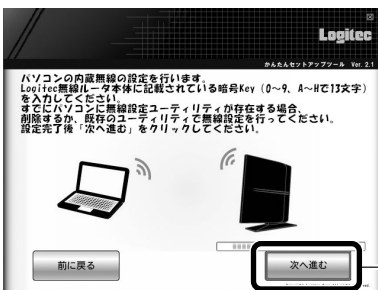 Logitec
かんたんセットアップツール Ver. 2.1
パソコンの内蔵無線の設定を行います。
Logitec無線ルータ本体に記載されている暗号Key（0～9、A～Hで13文字）
を入力してください。
すでにパソコンに無線設定ユーティリティが存在する場合、
削除するか、既存のユーティリティで無線設定を行ってください。
設定完了後「次へ進む」をクリックしてください。
前に戻る
次へ進む